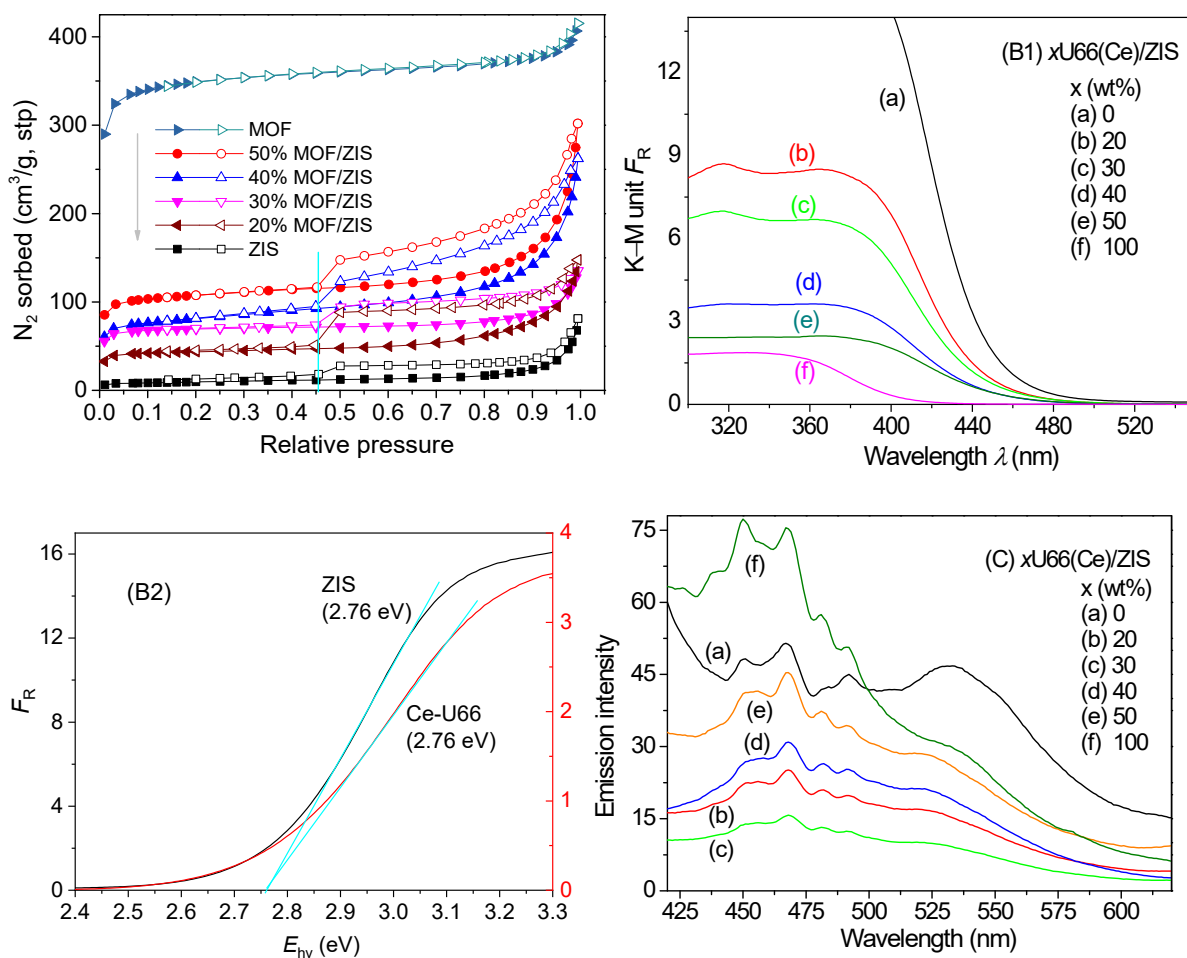 400
350
300
250
200
150
100
50
0
N₂ sorbed (cm³/g, stp)
MOF
50% MOF/ZIS
40% MOF/ZIS
30% MOF/ZIS
20% MOF/ZIS
ZIS
0.0 0.1 0.2 0.3 0.4 0.5 0.6 0.7 0.8 0.9 1.0
Relative pressure
12
9
6
3
0
K–M unit F_R
(B1) xU66(Ce)/ZIS
x (wt%)
(a) 0
(b) 20
(c) 30
(d) 40
(e) 50
(f) 100
(a)
(b)
(c)
(d)
(e)
(f)
320 360 400 440 480 520
Wavelength λ (nm)
16
12
8
4
0
F_R
(B2)
ZIS
(2.76 eV)
Ce-U66
(2.76 eV)
4
3
2
1
0
2.4 2.5 2.6 2.7 2.8 2.9 3.0 3.1 3.2 3.3
E_hv (eV)
75
60
45
30
15
0
Emission intensity
(C) xU66(Ce)/ZIS
x (wt%)
(a) 0
(b) 20
(c) 30
(d) 40
(e) 50
(f) 100
(f)
(a)
(e)
(d)
(b)
(c)
425 450 475 500 525 550 575 600
Wavelength (nm)